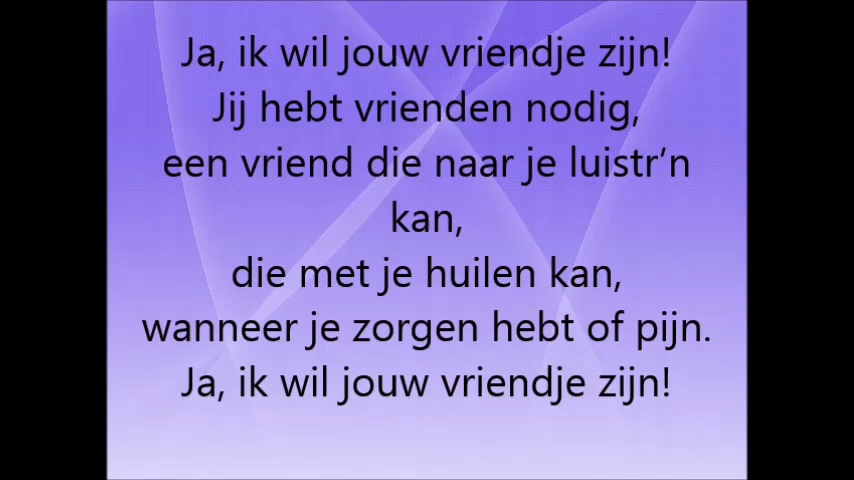 Ja, ik wil jouw vriendje zijn!
Jij hebt vrienden nodig,
een vriend die naar je luistr’n
kan,
die met je huilen kan,
wanneer je zorgen hebt of pijn.
Ja, ik wil jouw vriendje zijn!